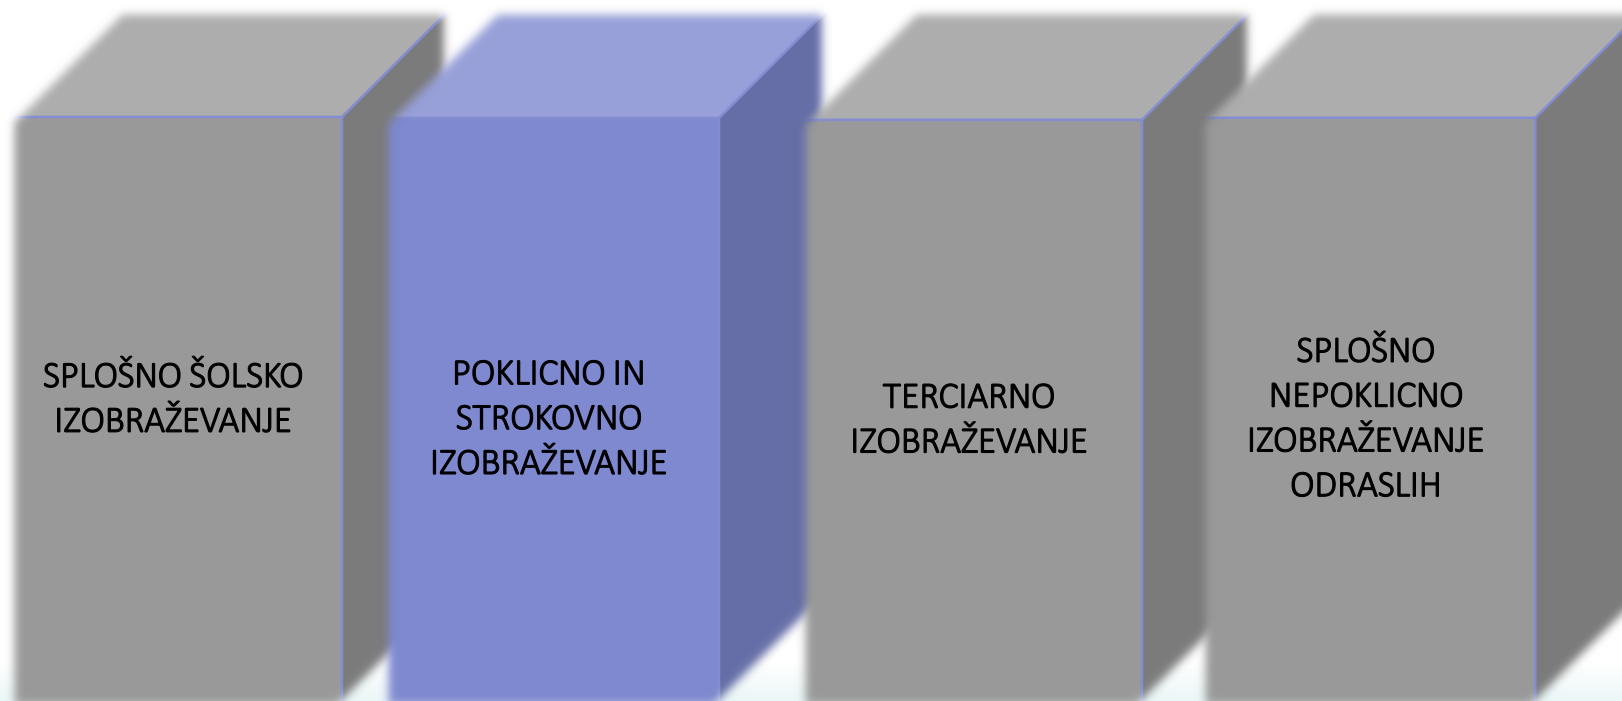 SPLOŠNO ŠOLSKO
IZOBRAŽEVANJE
POKLICNO IN
STROKOVNO
IZOBRAŽEVANJE
TERCIARNO
IZOBRAŽEVANJE
SPLOŠNO
NEPOKLICNO
IZOBRAŽEVANJE
ODRASLIH